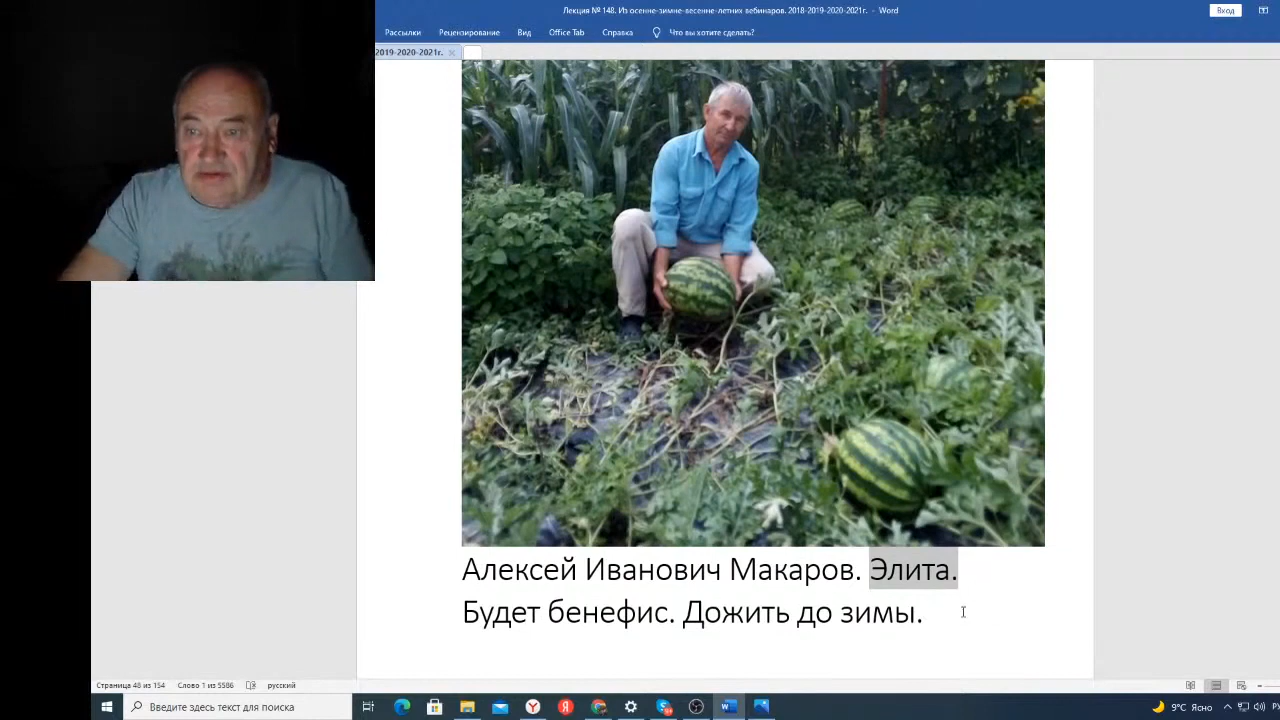 Лекция № 148. Из осенне-зимне-весенне-летних вебинаров. 2018-2019-2020-2021г. - Word
Вход
Рассылки Рецензирование Вид Office Tab Справка Что вы хотите сделать?
2019-2020-2021г.
Алексей Иванович Макаров. Элита.
Будет бенефис. Дожить до зимы.
Страница 48 из 154 Слово 1 из 5586 русский
Введите здесь текст для поиска
9°C Ясно